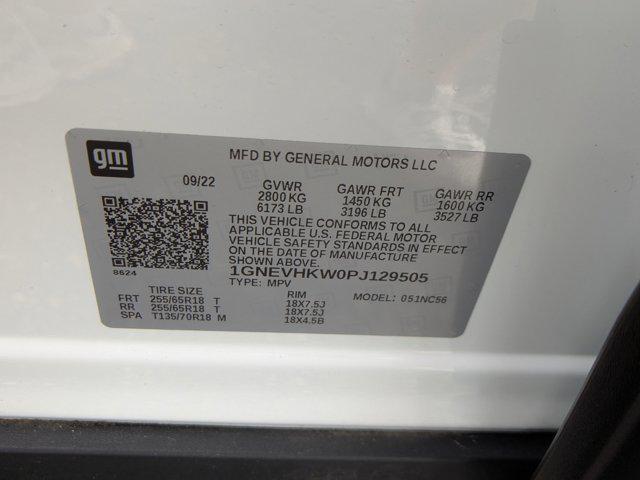 gm
MFD BY GENERAL MOTORS LLC
09/22 GVWR GAWR FRT GAWR RR
2800 KG 1450 KG 1600 KG
6173 LB 3196 LB 3527 LB
THIS VEHICLE CONFORMS TO ALL
APPLICABLE U.S. FEDERAL MOTOR
VEHICLE SAFETY STANDARDS IN EFFECT
ON THE DATE OF MANUFACTURE
SHOWN ABOVE.
8624
1GNEVHKW0PJ129505
TYPE: MPV
MODEL: 051NC56
TIRE SIZE RIM
FRT 255/65R18 T 18X7.5J
RR 255/65R18 T 18X7.5J
SPA T135/70R18 M 18X4.5B